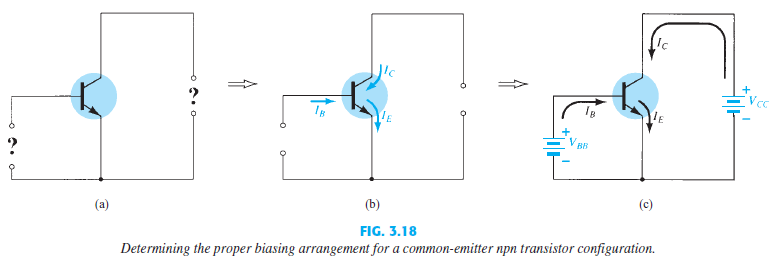 ?
?
I_B
I_C
I_E
I_B
I_C
I_E
+
V_BB
−
+
V_CC
−
(a)
(b)
(c)
FIG. 3.18
Determining the proper biasing arrangement for a common-emitter npn transistor configuration.